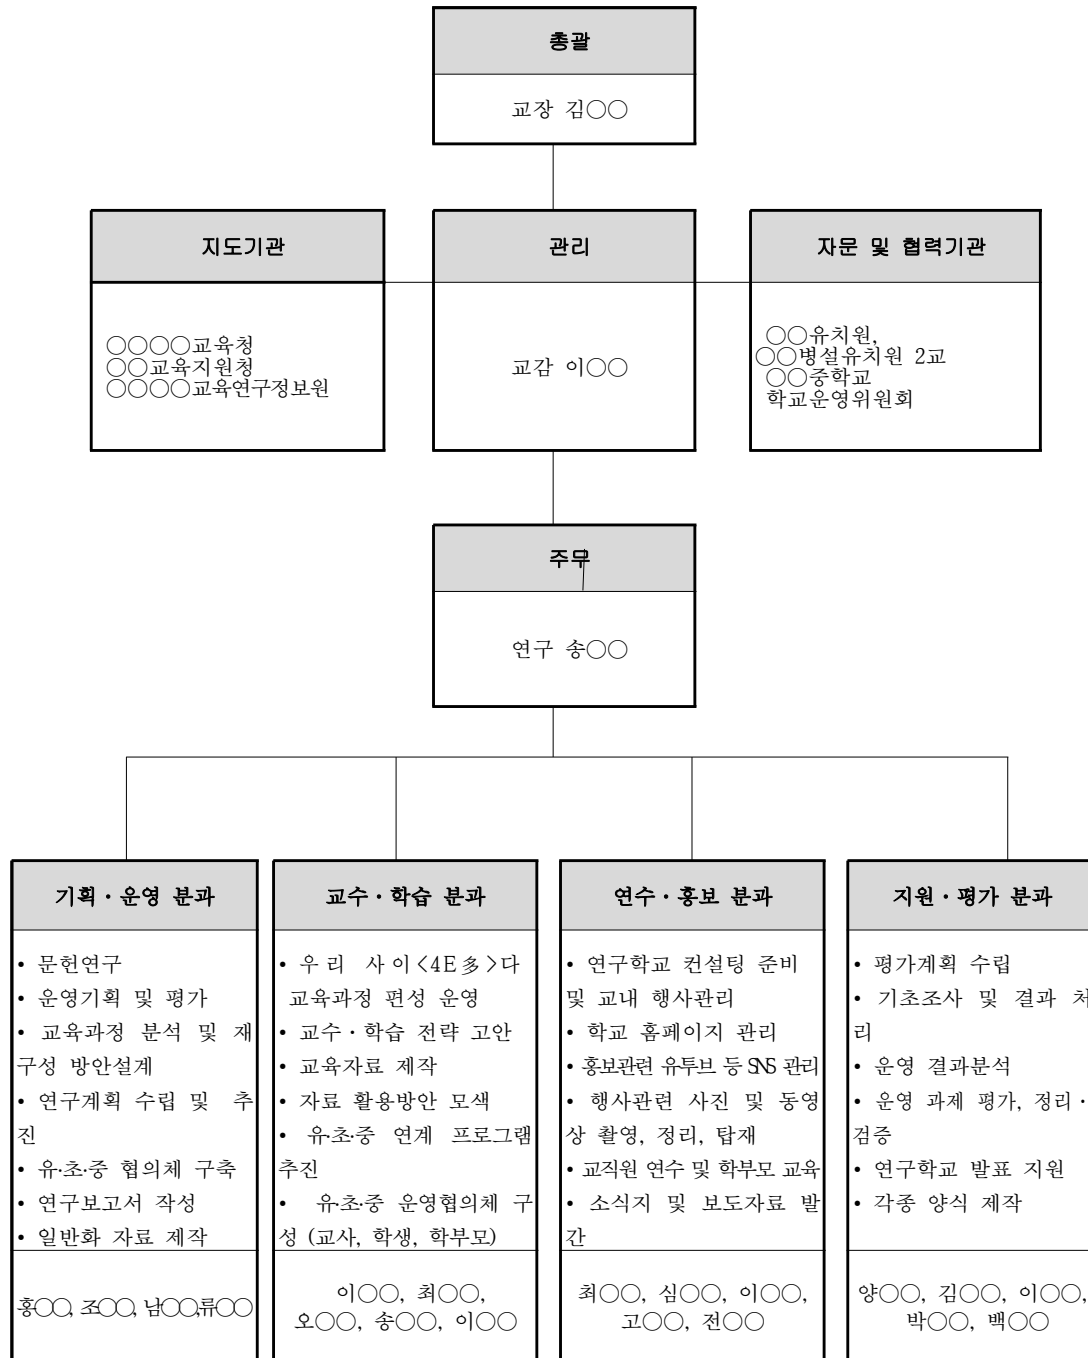 총괄
교장 김○○
지도기관
○○○○교육청
○○교육지원청
○○○○교육연구정보원
관리
교감 이○○
자문 및 협력기관
○○유치원,
○○병설유치원 2교
○○중학교
학교운영위원회
주무
연구 송○○
기획・운영 분과
• 문헌연구
• 운영기획 및 평가
• 교육과정 분석 및 재
구성 방안설계
• 연구계획 수립 및 추
진
• 유·초·중 협의체 구축
• 연구보고서 작성
• 일반화 자료 제작
홍○○, 조○○, 남○○,류○○
교수・학습 분과
• 우리 사이<4E多>다
교육과정 편성 운영
• 교수・학습 전략 고안
• 교육자료 제작
• 자료 활용방안 모색
• 유·초·중 연계 프로그램
추진
• 유·초·중 운영협의체 구
성 (교사, 학생, 학부모)
이○○, 최○○,
오○○, 송○○, 이○○
연수・홍보 분과
• 연구학교 컨설팅 준비
및 교내 행사관리
• 학교 홈페이지 관리
• 홍보관련 유투브 등 SNS 관리
• 행사관련 사진 및 동영
상 촬영, 정리, 탑재
• 교직원 연수 및 학부모 교육
• 소식지 및 보도자료 발
간
최○○, 심○○, 이○○,
고○○, 전○○
지원・평가 분과
• 평가계획 수립
• 기초조사 및 결과 처
리
• 운영 결과분석
• 운영 과제 평가, 정리・
검증
• 연구학교 발표 지원
• 각종 양식 제작
양○○, 김○○, 이○○,
박○○, 백○○